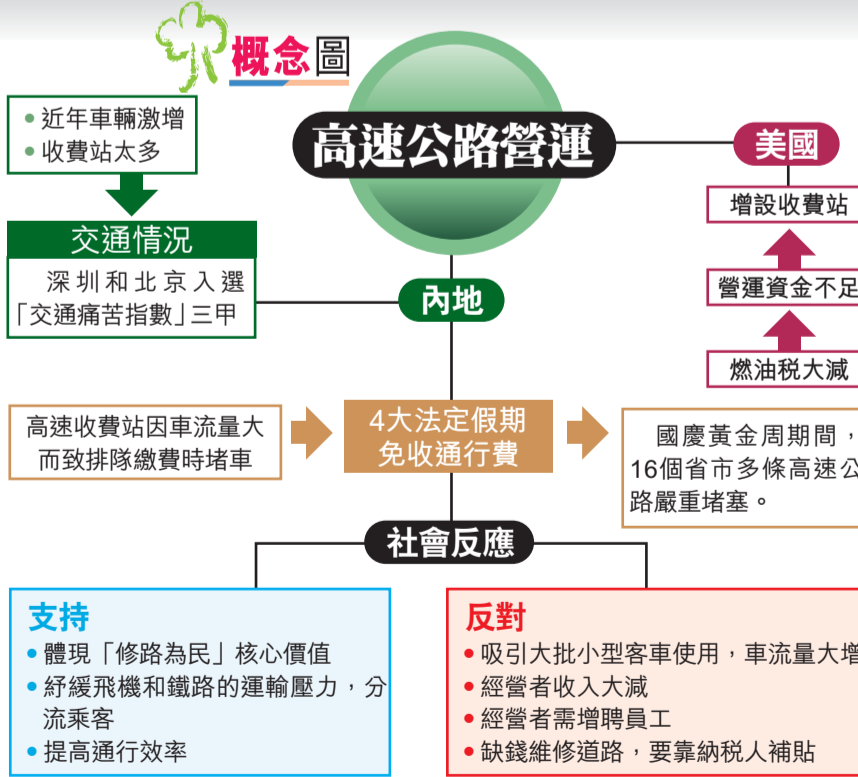 概念圖
高速公路營運
美國
增設收費站
營運資金不足
燃油稅大減
• 近年車輛激增
• 收費站太多
交通情況
深圳和北京入選
「交通痛苦指數」三甲
內地
高速收費站因車流量大
而致排隊繳費時堵車
4大法定假期
免收通行費
國慶黃金周期間，
16個省市多條高速公
路嚴重堵塞。
社會反應
支持
• 體現「修路為民」核心價值
• 紓緩飛機和鐵路的運輸壓力，分
流乘客
• 提高通行效率
反對
• 吸引大批小型客車使用，車流量大增
• 經營者收入大減
• 經營者需增聘員工
• 缺錢維修道路，要靠納稅人補貼